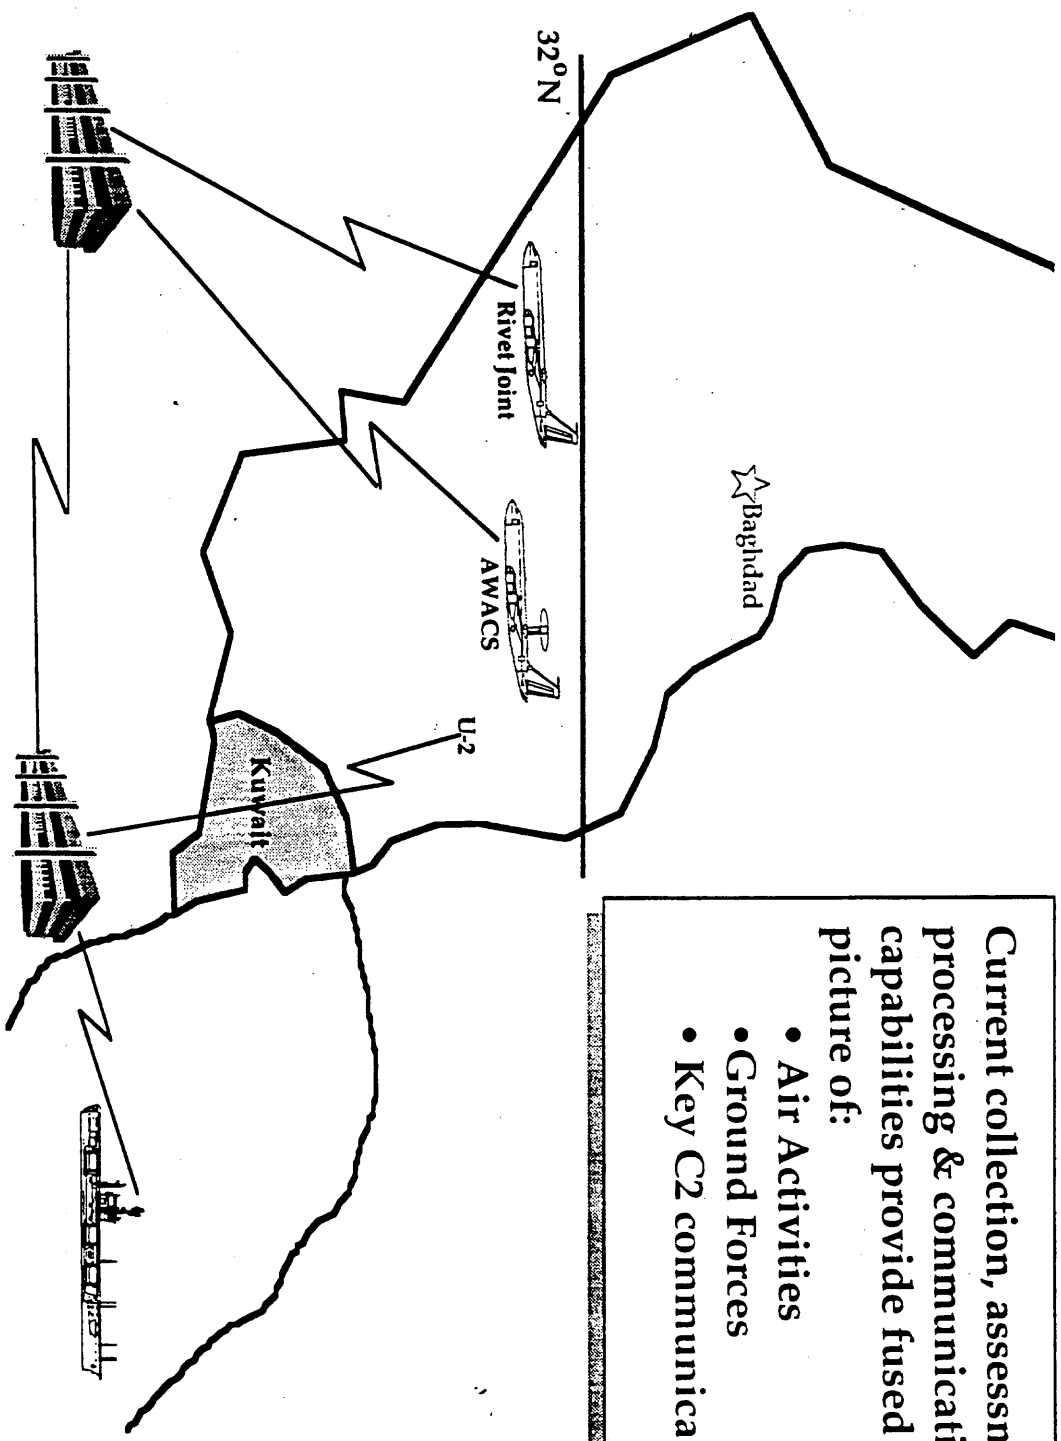 Current collection, assessm
processing & communicati
capabilities provide fused
picture of:
• Air Activities
• Ground Forces
• Key C2 communica
Baghdad
32°N
Rivet Joint
AWACS
U-2
Kuwait